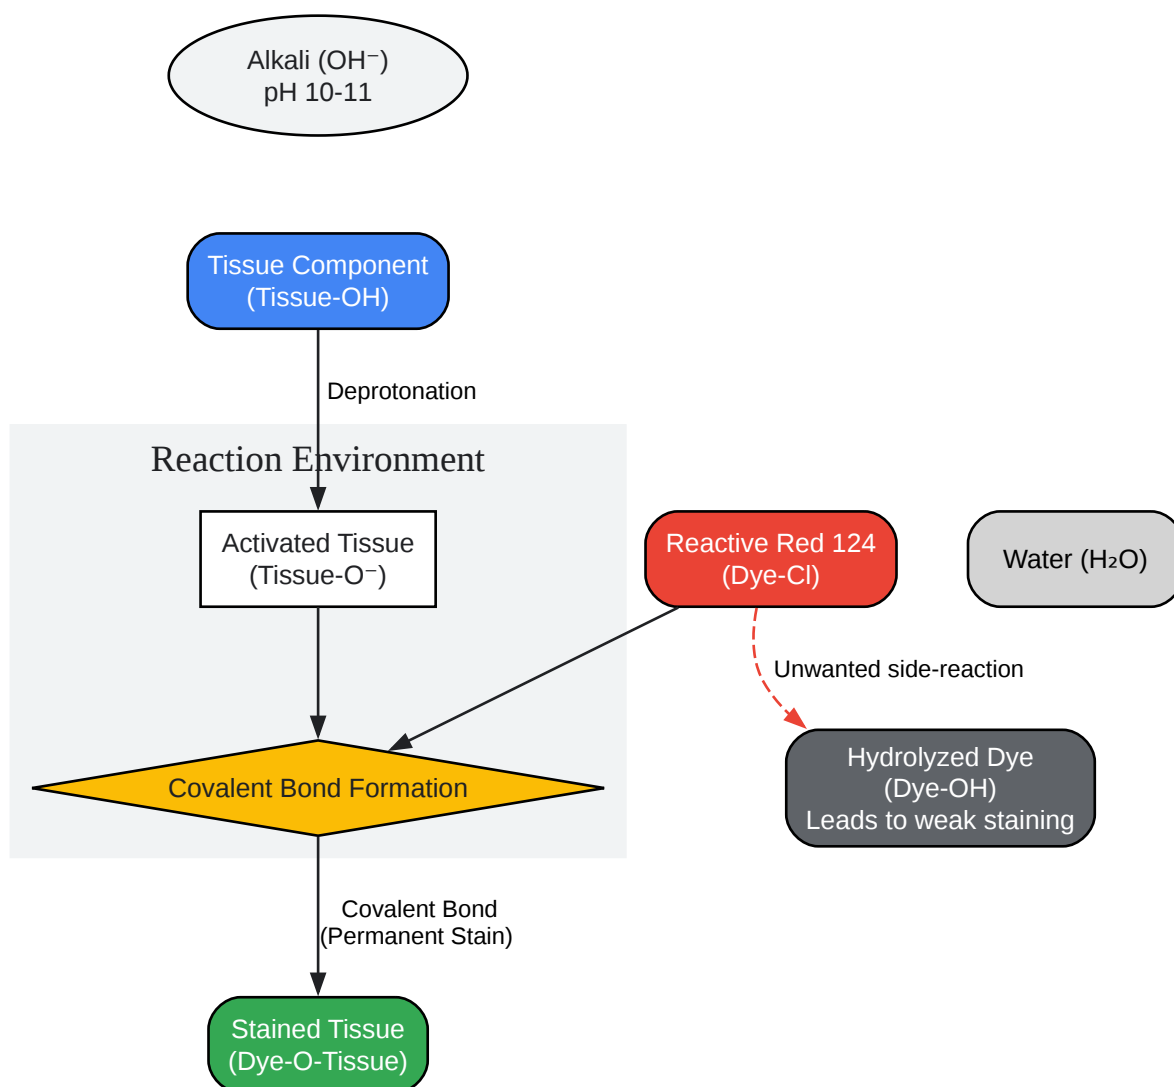 Alkali (OH⁻)
pH 10-11
Tissue Component
(Tissue-OH)
Deprotonation
Reaction Environment
Activated Tissue
(Tissue-O⁻)
Reactive Red 124
(Dye-Cl)
Water (H₂O)
Unwanted side-reaction
Hydrolyzed Dye
(Dye-OH)
Leads to weak staining
Covalent Bond Formation
Covalent Bond
(Permanent Stain)
Stained Tissue
(Dye-O-Tissue)